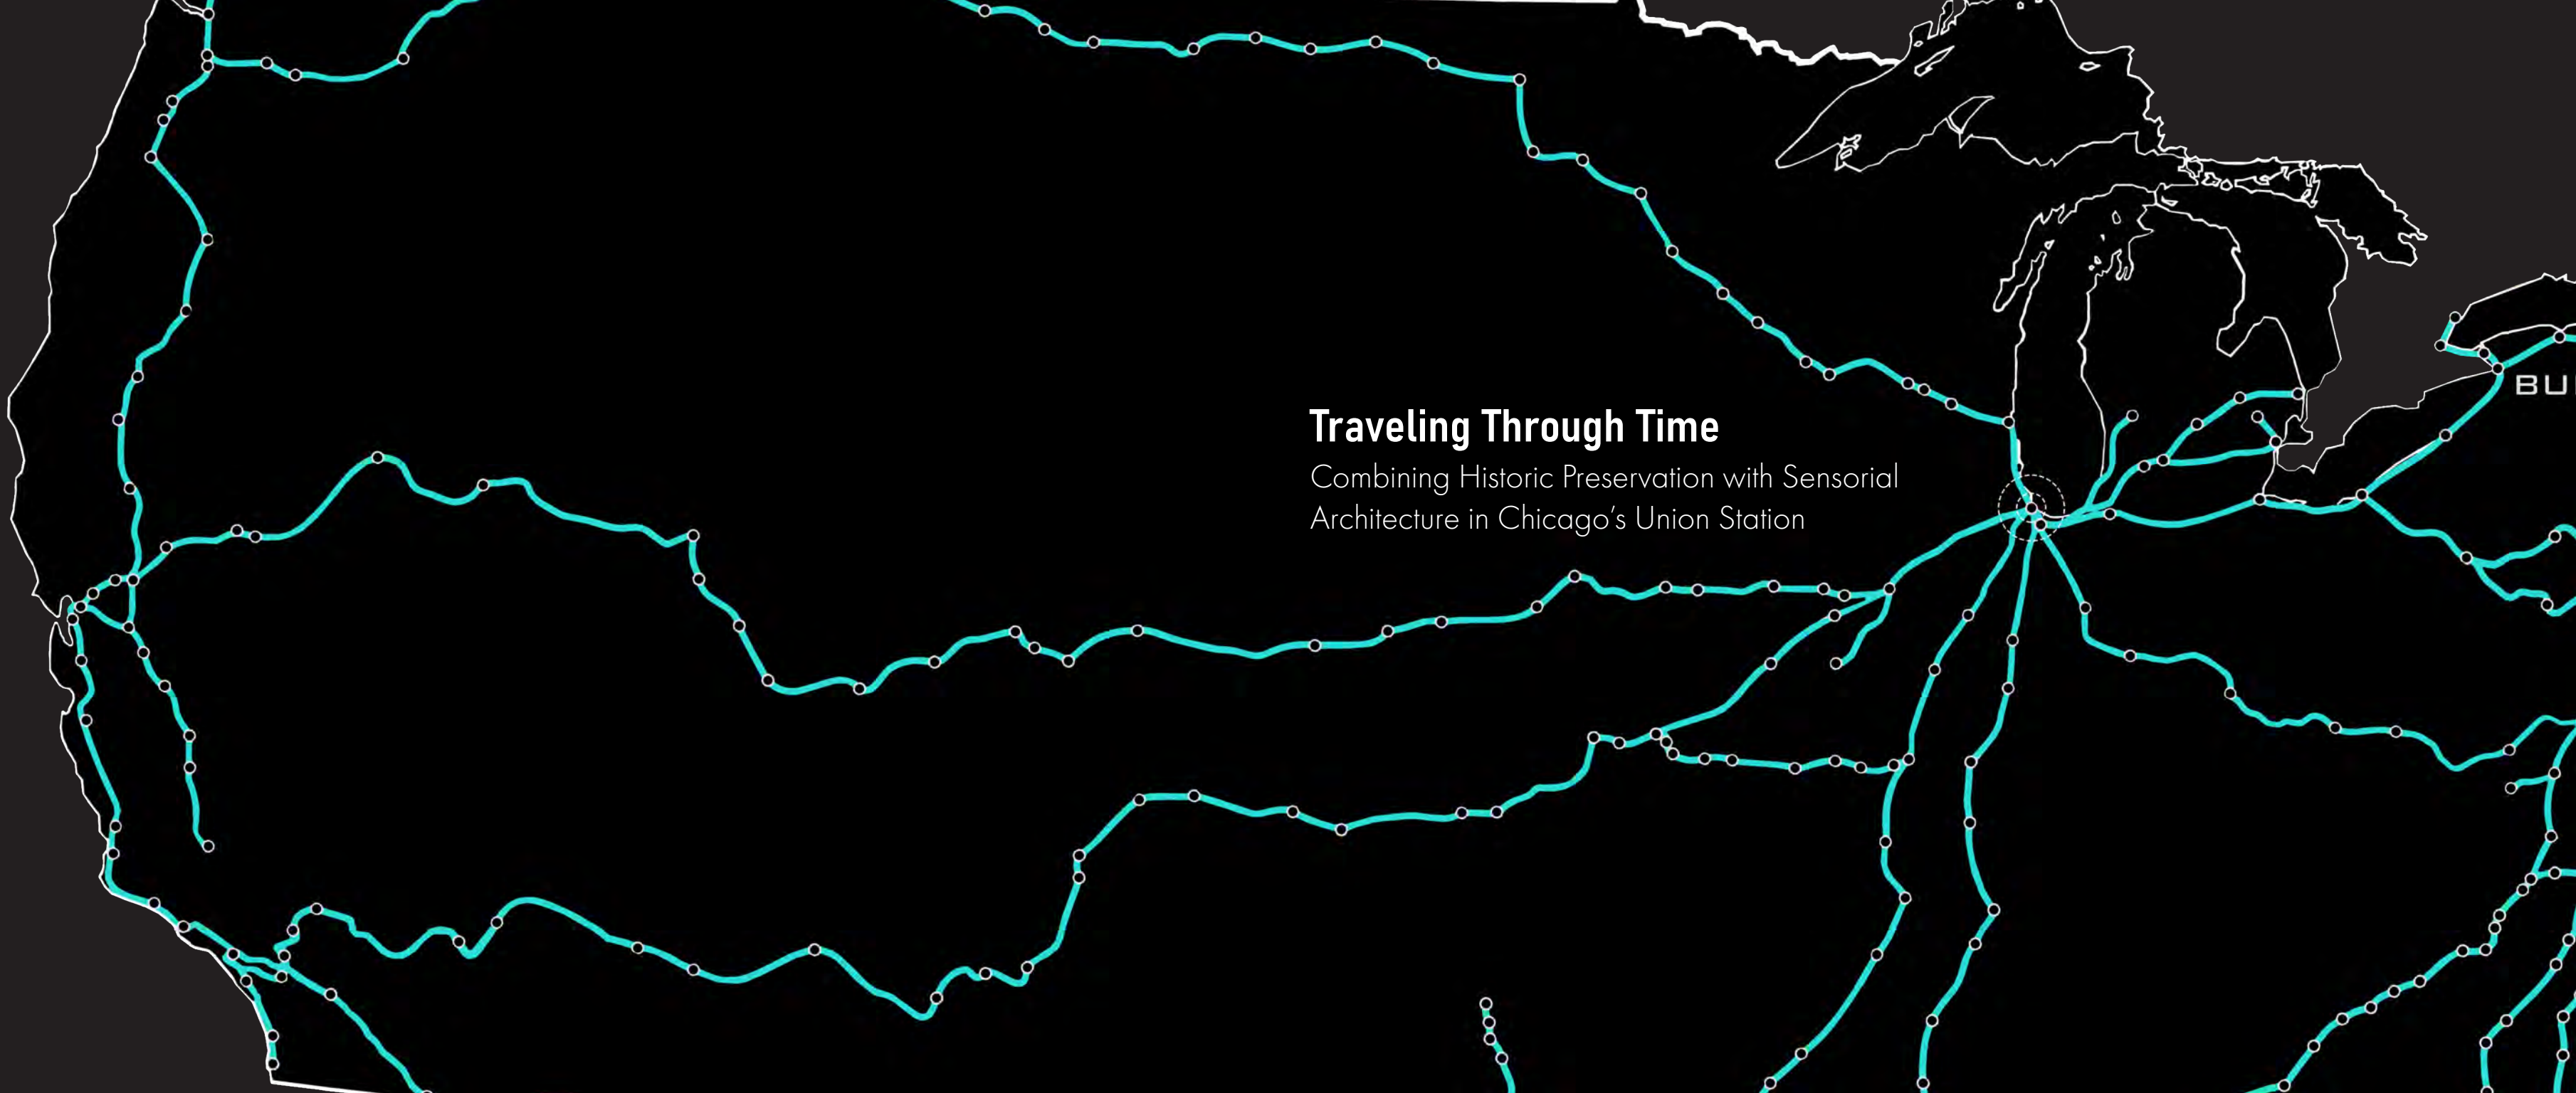 Traveling Through Time
Combining Historic Preservation with Sensorial
Architecture in Chicago's Union Station
BU